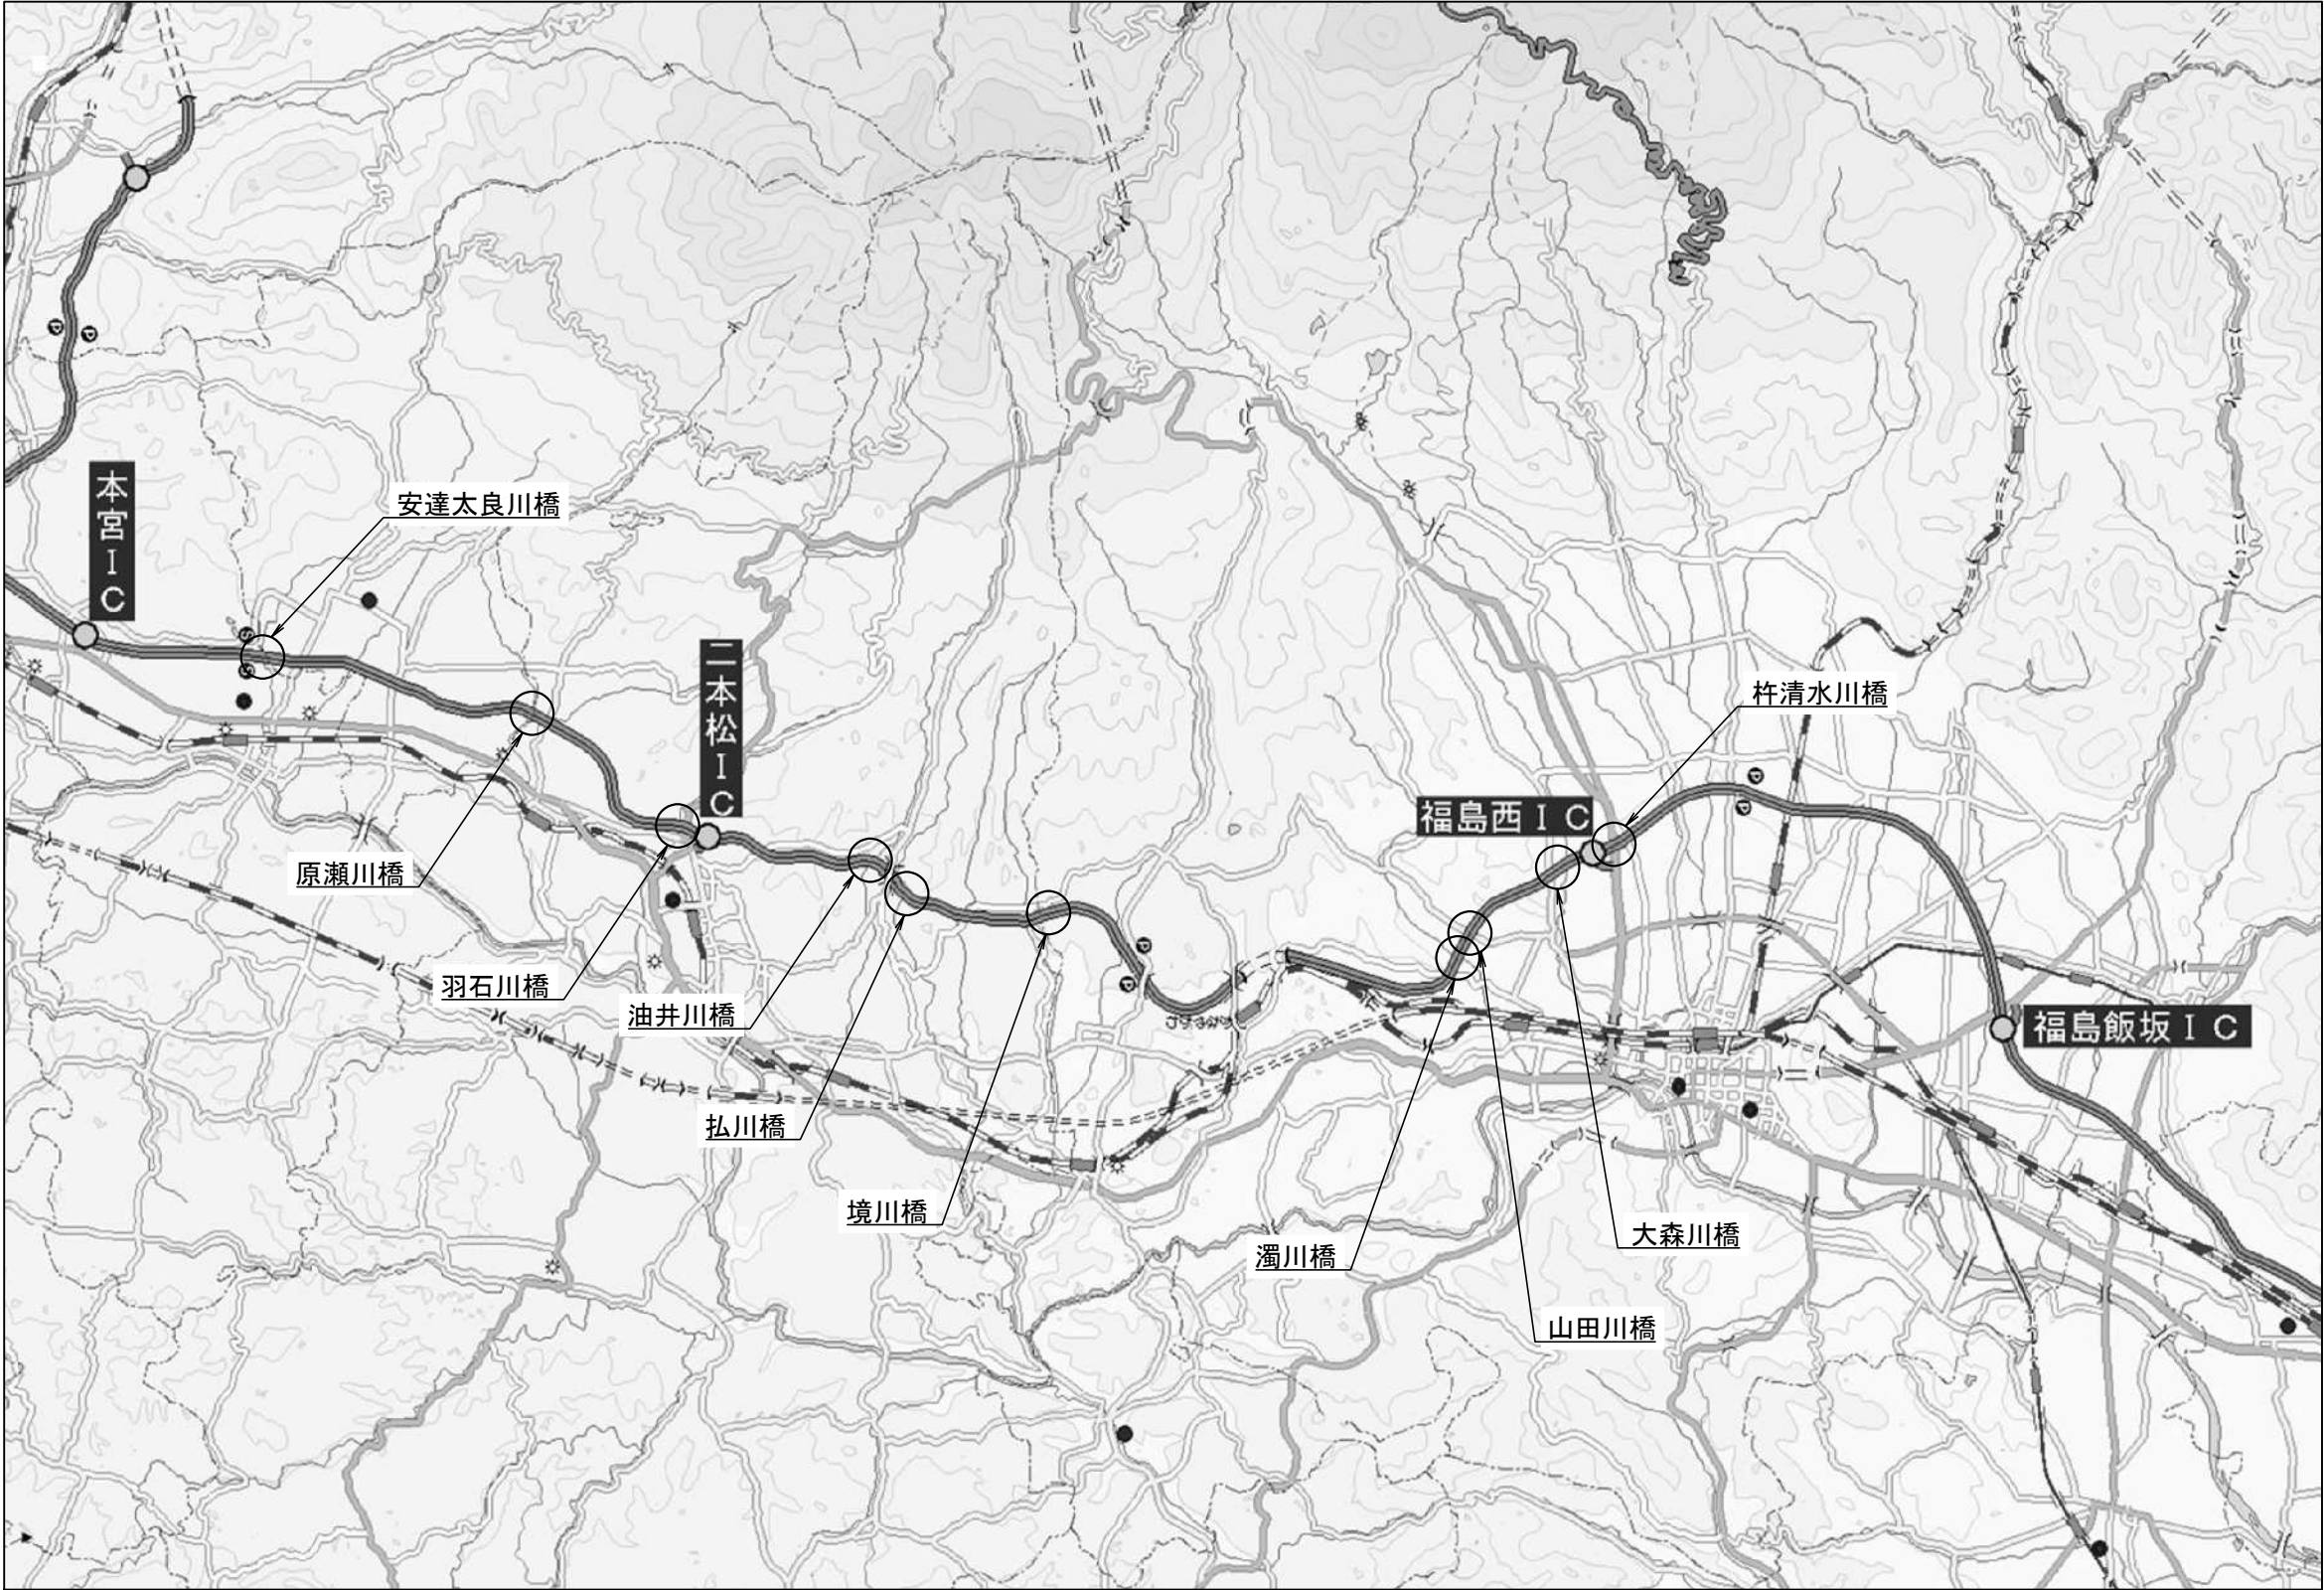 本宮ＩＣ
安達太良川橋
二本松ＩＣ
杵清水川橋
福島西ＩＣ
原瀬川橋
羽石川橋
油井川橋
福島飯坂ＩＣ
払川橋
境川橋
大森川橋
濁川橋
山田川橋
P
P
P
P
P
P